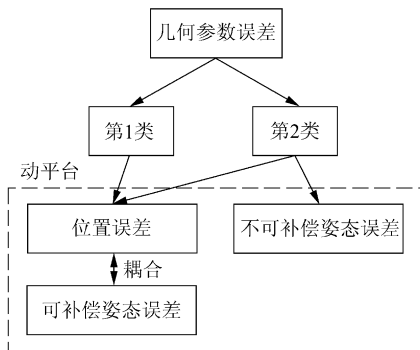 几何参数误差
第1类
第2类
动平台
位置误差
不可补偿姿态误差
耦合
可补偿姿态误差